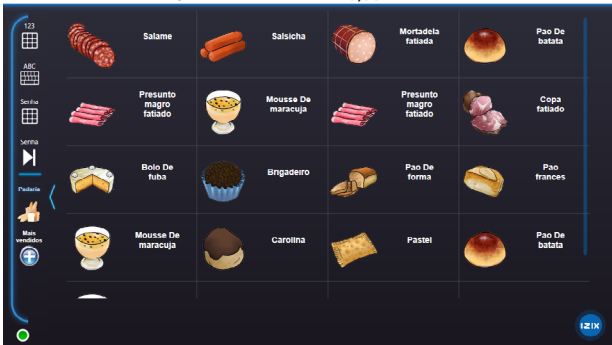 123
ABC
Senha
Senha
Padaria
Mais
vendidos
Salame
Salsicha
Mortadela
fatiada
Pao De
batata
Presunto
magro
fatiado
Mousse De
maracuja
Presunto
magro
fatiado
Copa
fatiado
Bolo De
fuba
Brigadeiro
Pao De
forma
Pao
frances
Mousse De
maracuja
Carolina
Pastel
Pao De
batata
IZIX